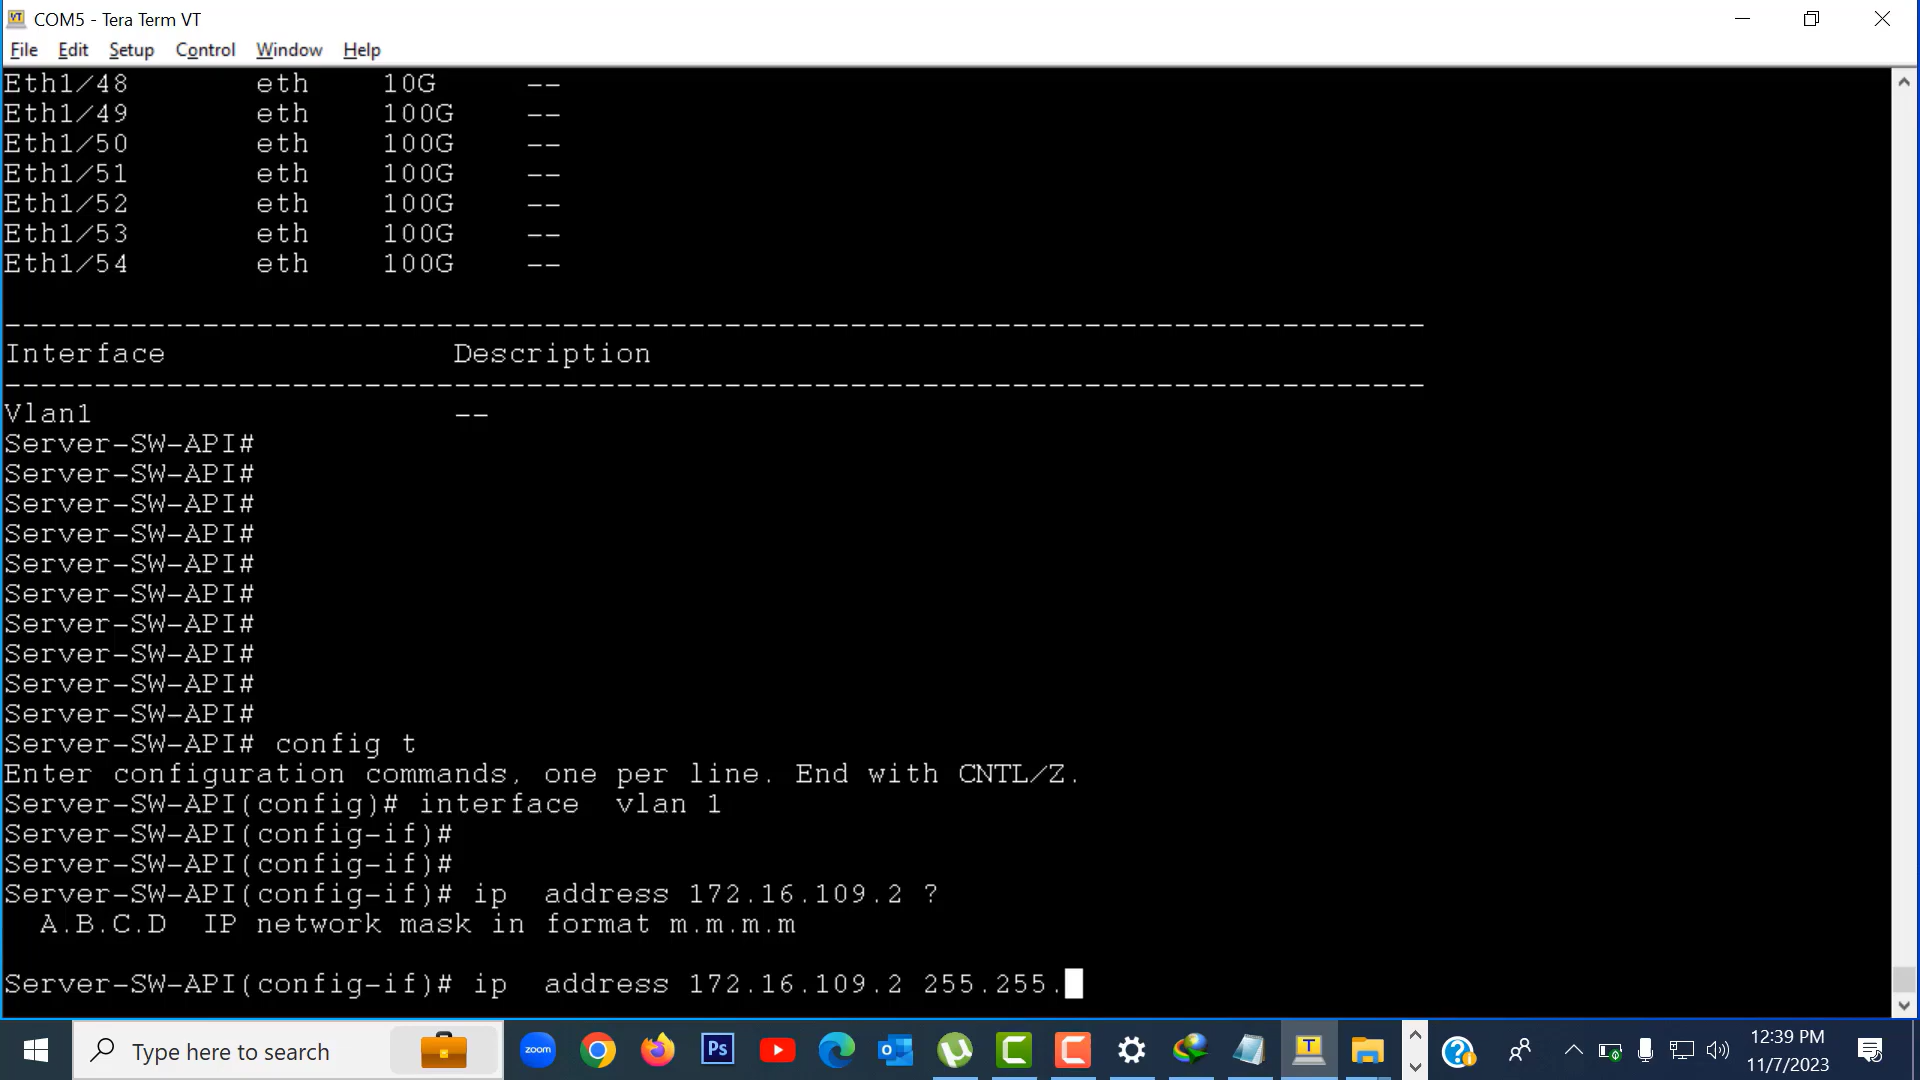 COM5 - Tera Term VT
File Edit Setup Control Window Help
Eth1/48 eth 10G --
Eth1/49 eth 100G --
Eth1/50 eth 100G --
Eth1/51 eth 100G --
Eth1/52 eth 100G --
Eth1/53 eth 100G --
Eth1/54 eth 100G --
-------------------------------------------------------------------------------
Interface Description
-------------------------------------------------------------------------------
Vlan1 --
Server-SW-API#
Server-SW-API#
Server-SW-API#
Server-SW-API#
Server-SW-API#
Server-SW-API#
Server-SW-API#
Server-SW-API#
Server-SW-API#
Server-SW-API#
Server-SW-API# config t
Enter configuration commands, one per line. End with CNTL/Z.
Server-SW-API(config)# interface  vlan 1
Server-SW-API(config-if)#
Server-SW-API(config-if)#
Server-SW-API(config-if)# ip  address 172.16.109.2 ?
A.B.C.D  IP network mask in format m.m.m.m
Server-SW-API(config-if)# ip  address 172.16.109.2 255.255.
Type here to search
zoom
Ps
12:39 PM
11/7/2023